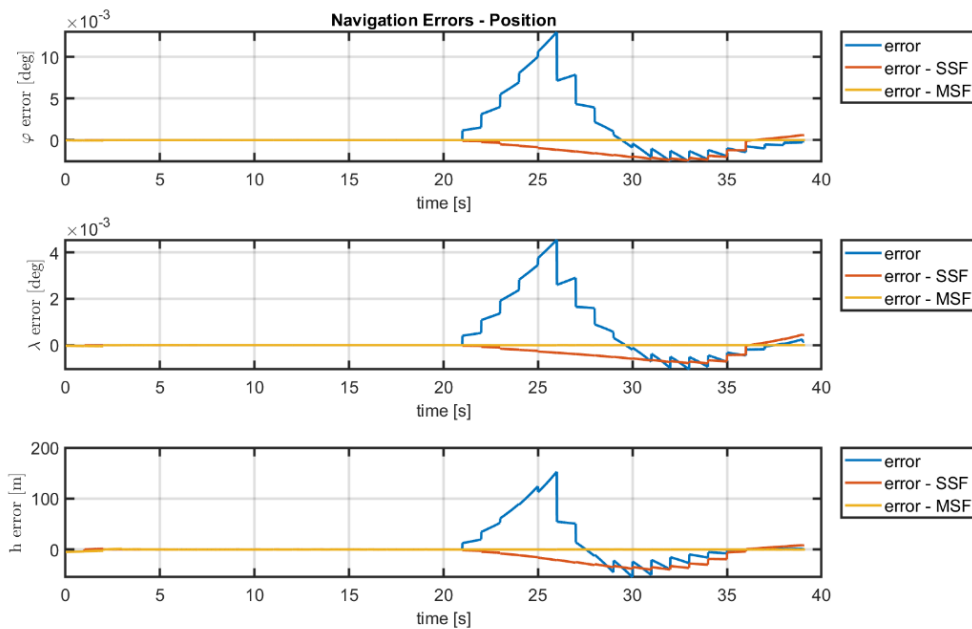 Navigation Errors - Position
×10⁻³
φ error [deg]
10
5
0
0 5 10 15 20 25 30 35 40
time [s]
error
error - SSF
error - MSF
×10⁻³
λ error [deg]
4
2
0
0 5 10 15 20 25 30 35 40
time [s]
error
error - SSF
error - MSF
h error [m]
200
100
0
0 5 10 15 20 25 30 35 40
time [s]
error
error - SSF
error - MSF